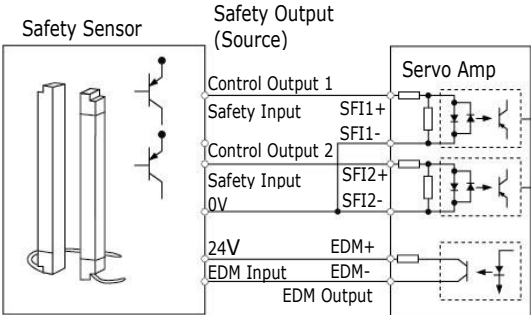 Safety Sensor
Safety Output
(Source)
Servo Amp
Control Output 1
Safety Input
SFI1+
SFI1-
Control Output 2
Safety Input
SFI2+
0V
SFI2-
24V
EDM+
EDM Input
EDM-
EDM Output